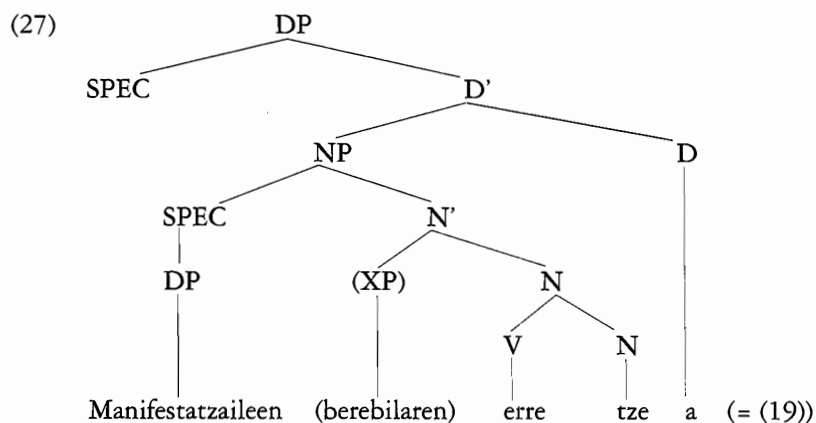 (27) DP
SPEC D'
NP D
SPEC N'
DP (XP) N
V N
Manifestatzaileen (berebilaren) erre tze a (= (19))